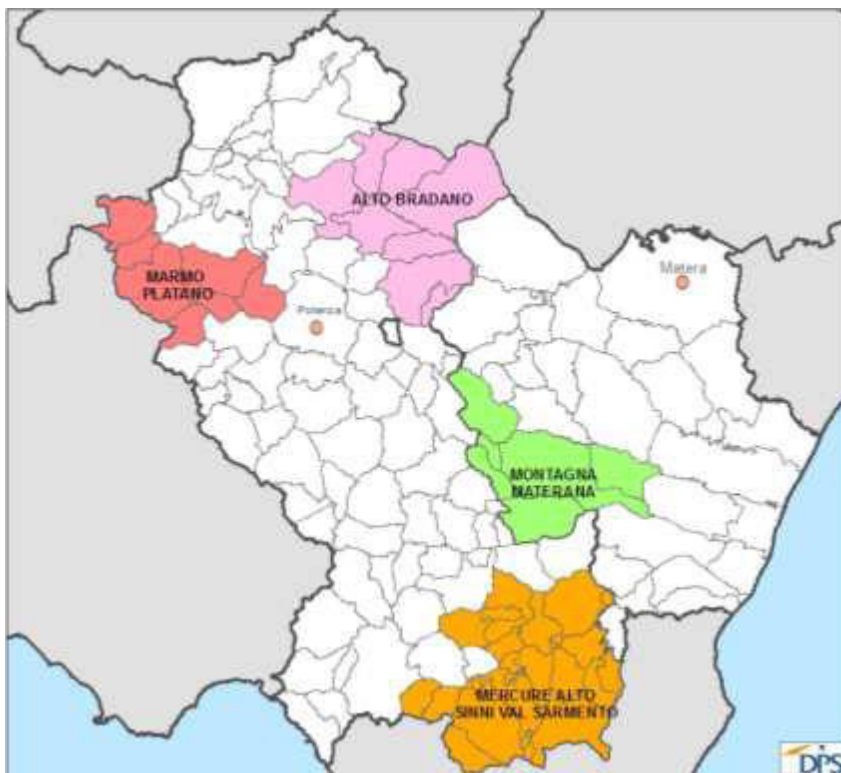 ALTO BRADANO
Matera
MARMO
PLATANO
Potenza
MONTAGNA
MATERANA
MERCURE ALTO
SINNI VAL SARMENTO
DPS